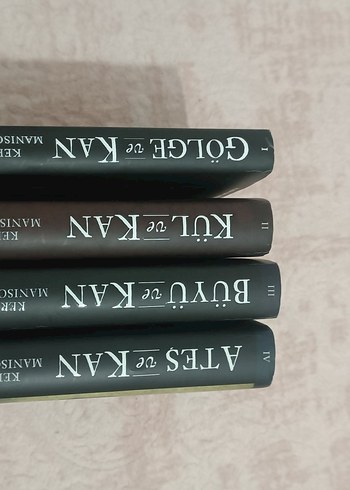 I
GÖLGE ve KAN
II
KÜL ve KAN
III
BÜYÜ ve KAN
IV
ATEŞ ve KAN